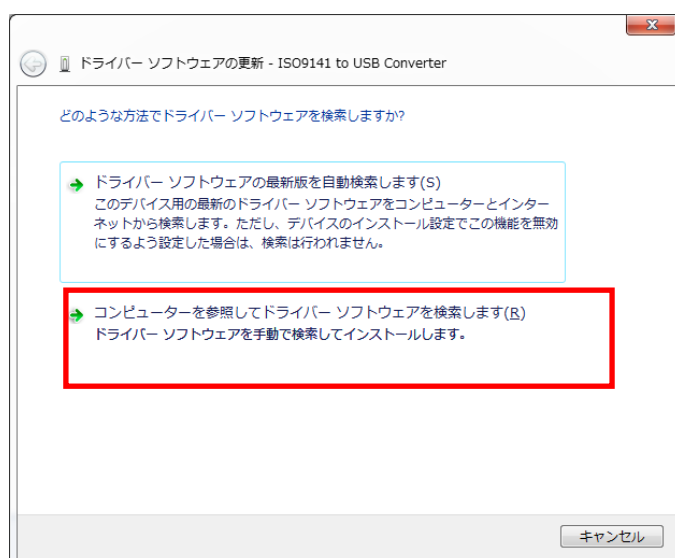 ドライバー ソフトウェアの更新 - ISO9141 to USB Converter
どのような方法でドライバー ソフトウェアを検索しますか?
ドライバー ソフトウェアの最新版を自動検索します(S)
このデバイス用の最新のドライバー ソフトウェアをコンピューターとインター
ネットから検索します。ただし、デバイスのインストール設定でこの機能を無効
にするよう設定した場合は、検索は行われません。
コンピューターを参照してドライバー ソフトウェアを検索します(R)
ドライバー ソフトウェアを手動で検索してインストールします。
キャンセル